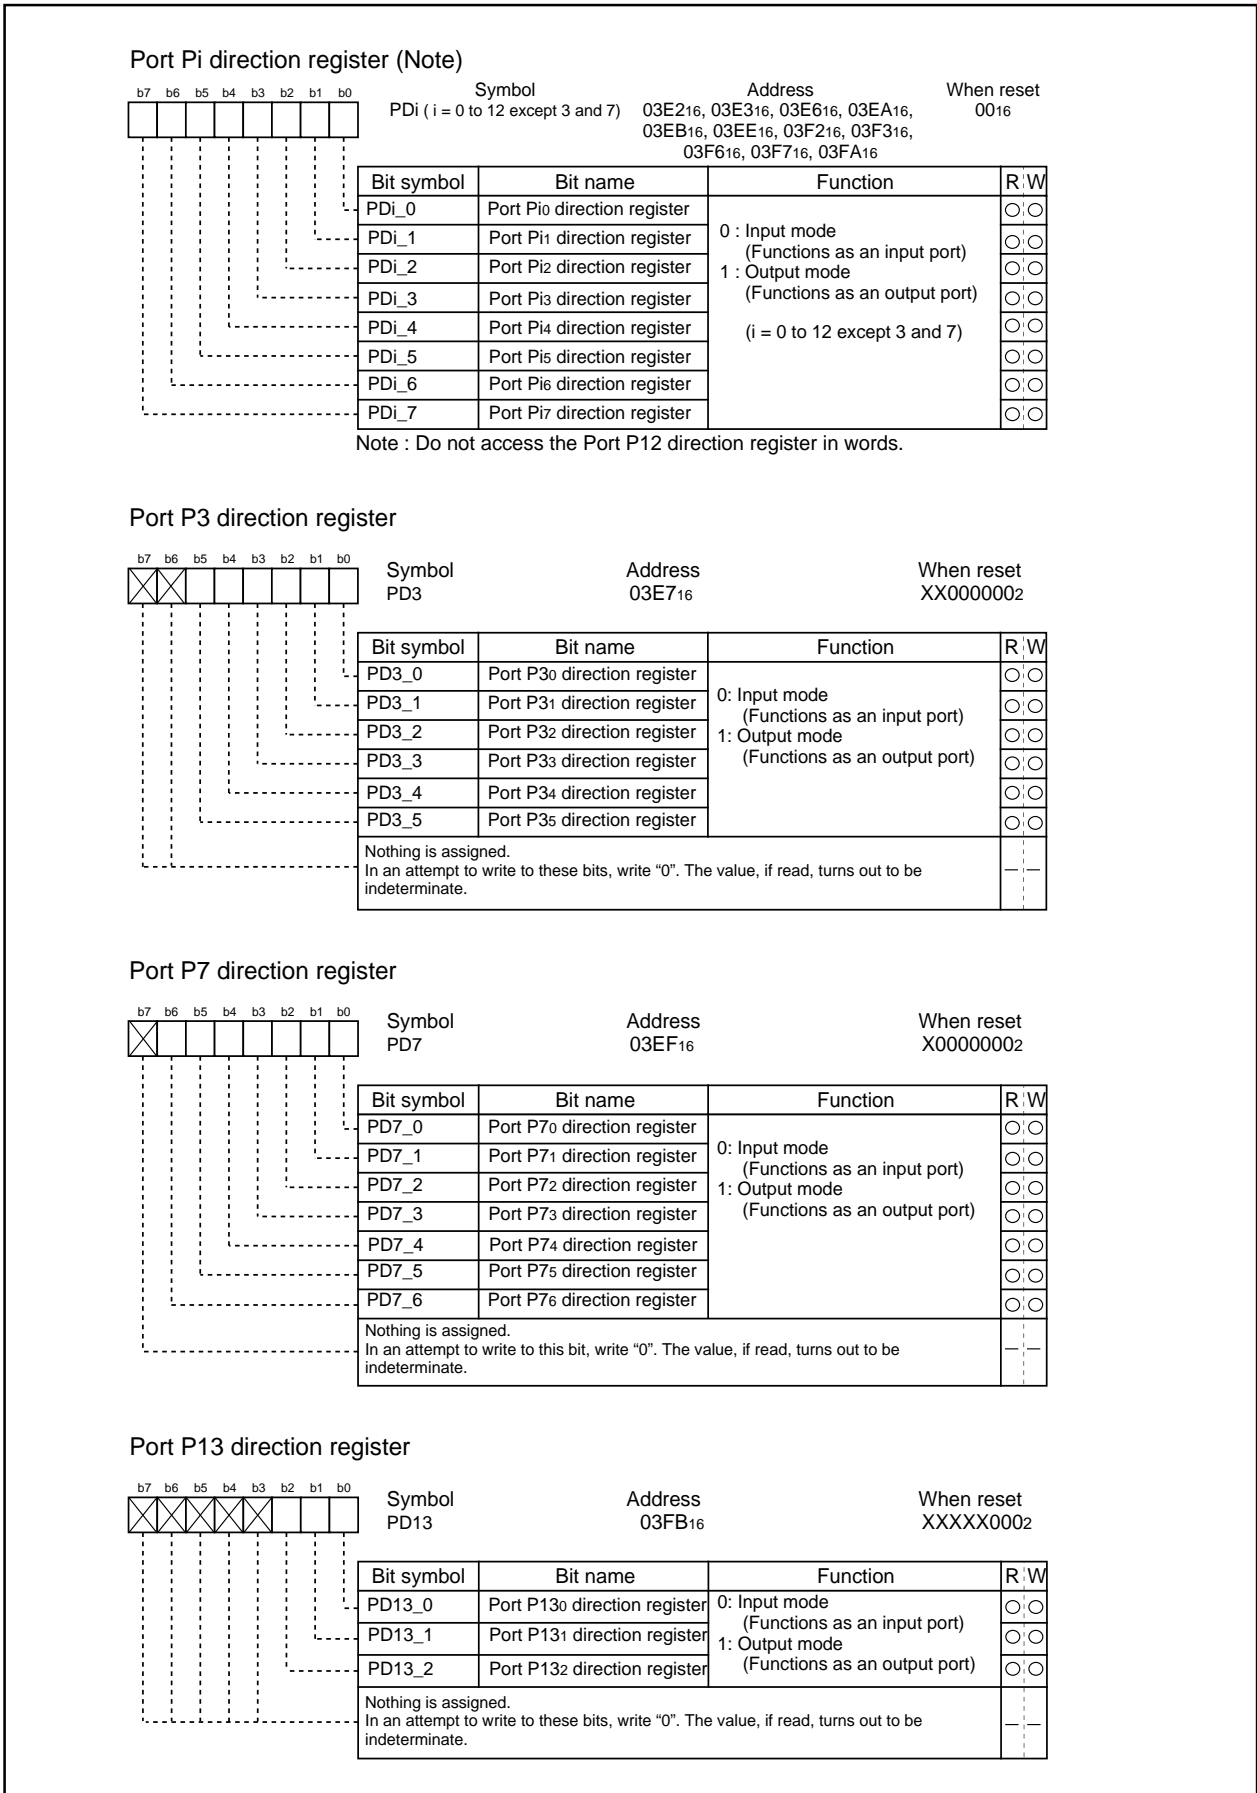 Port Pi direction register (Note)
b7 b6 b5 b4 b3 b2 b1 b0
Symbol Address When reset
PDi ( i = 0 to 12 except 3 and 7) 03E216, 03E316, 03E616, 03EA16, 0016
03EB16, 03EE16, 03F216, 03F316,
03F616, 03F716, 03FA16
Bit symbol Bit name Function R W
PDi_0 Port Pi0 direction register
PDi_1 Port Pi1 direction register
PDi_2 Port Pi2 direction register
PDi_3 Port Pi3 direction register
PDi_4 Port Pi4 direction register
PDi_5 Port Pi5 direction register
PDi_6 Port Pi6 direction register
PDi_7 Port Pi7 direction register
0 : Input mode
(Functions as an input port)
1 : Output mode
(Functions as an output port)
(i = 0 to 12 except 3 and 7)
Note : Do not access the Port P12 direction register in words.
Port P3 direction register
b7 b6 b5 b4 b3 b2 b1 b0
Symbol Address When reset
PD3 03E716 XX0000002
Bit symbol Bit name Function R W
PD3_0 Port P30 direction register
PD3_1 Port P31 direction register
PD3_2 Port P32 direction register
PD3_3 Port P33 direction register
PD3_4 Port P34 direction register
PD3_5 Port P35 direction register
0: Input mode
(Functions as an input port)
1: Output mode
(Functions as an output port)
Nothing is assigned.
In an attempt to write to these bits, write “0”. The value, if read, turns out to be
indeterminate.
Port P7 direction register
b7 b6 b5 b4 b3 b2 b1 b0
Symbol Address When reset
PD7 03EF16 X00000002
Bit symbol Bit name Function R W
PD7_0 Port P70 direction register
PD7_1 Port P71 direction register
PD7_2 Port P72 direction register
PD7_3 Port P73 direction register
PD7_4 Port P74 direction register
PD7_5 Port P75 direction register
PD7_6 Port P76 direction register
0: Input mode
(Functions as an input port)
1: Output mode
(Functions as an output port)
Nothing is assigned.
In an attempt to write to this bit, write “0”. The value, if read, turns out to be
indeterminate.
Port P13 direction register
b7 b6 b5 b4 b3 b2 b1 b0
Symbol Address When reset
PD13 03FB16 XXXXX0002
Bit symbol Bit name Function R W
PD13_0 Port P130 direction register
PD13_1 Port P131 direction register
PD13_2 Port P132 direction register
0: Input mode
(Functions as an input port)
1: Output mode
(Functions as an output port)
Nothing is assigned.
In an attempt to write to these bits, write “0”. The value, if read, turns out to be
indeterminate.